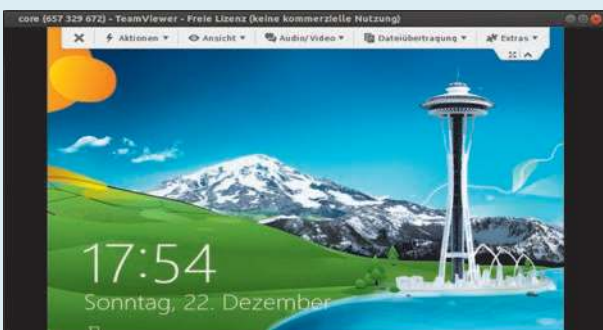 core (657 329 672) - TeamViewer - Freie Lizenz (keine kommerzielle Nutzung)
Aktionen Ansicht Audio/Video Dateiübertragung Extras
17:54
Sonntag, 22. Dezember